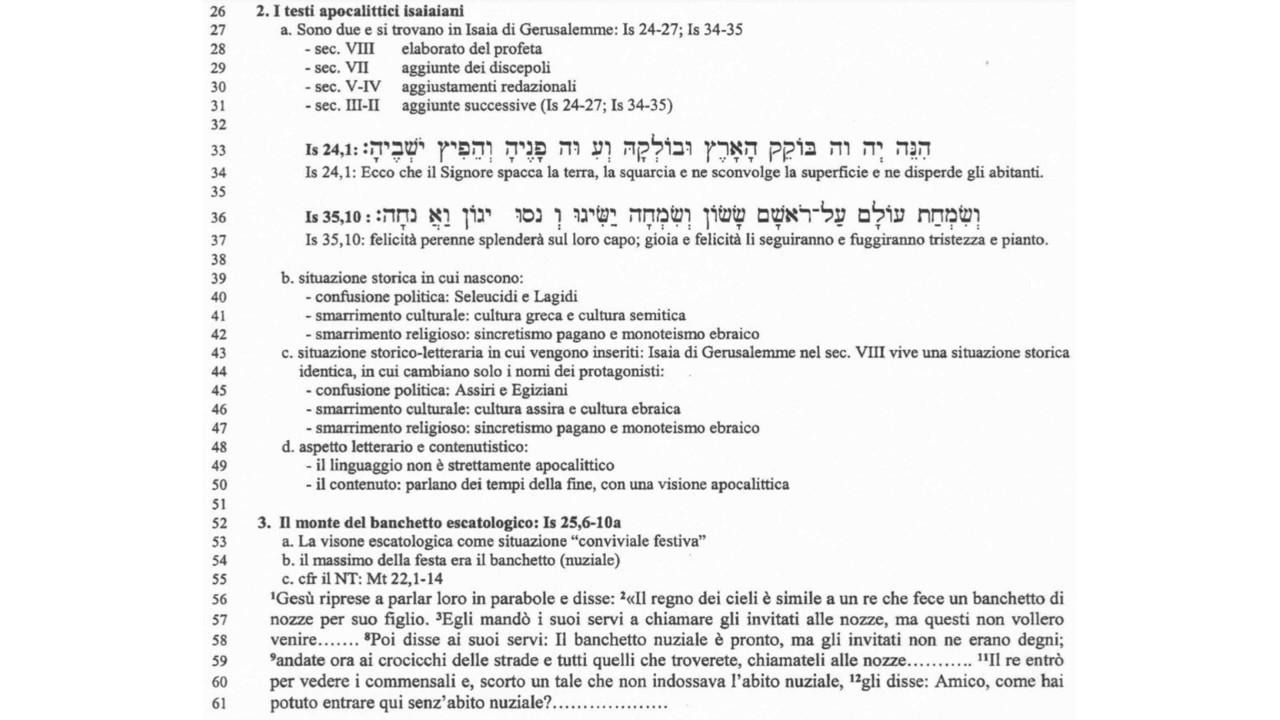 26 2. I testi apocalittici isaiaiani
27 a. Sono due e si trovano in Isaia di Gerusalemme: Is 24-27; Is 34-35
28 - sec. VIII elaborato del profeta
29 - sec. VII aggiunte dei discepoli
30 - sec. V-IV aggiustamenti redazionali
31 - sec. III-II aggiunte successive (Is 24-27; Is 34-35)
32
33 Is 24,1: הִנֵּה יְה וה בּוֹקֵק הָאָרֶץ וּבוֹלְקָהּ וְעִ וּה פָנֶיהָ וְהֵפִיץ יֹשְׁבֶיהָ:
34 Is 24,1: Ecco che il Signore spacca la terra, la squarcia e ne sconvolge la superficie e ne disperde gli abitanti.
35
36 Is 35,10 : וְשִׂמְחַת עוֹלָם עַל־רֹאשָׁם שָׂשׂוֹן וְשִׂמְחָה יַשִּׂיגוּ וְ נסוּ יגוֹן וַאֲ נחָה:
37 Is 35,10: felicità perenne splenderà sul loro capo; gioia e felicità li seguiranno e fuggiranno tristezza e pianto.
38
39 b. situazione storica in cui nascono:
40 - confusione politica: Seleucidi e Lagidi
41 - smarrimento culturale: cultura greca e cultura semitica
42 - smarrimento religioso: sincretismo pagano e monoteismo ebraico
43 c. situazione storico-letteraria in cui vengono inseriti: Isaia di Gerusalemme nel sec. VIII vive una situazione storica
44 identica, in cui cambiano solo i nomi dei protagonisti:
45 - confusione politica: Assiri e Egiziani
46 - smarrimento culturale: cultura assira e cultura ebraica
47 - smarrimento religioso: sincretismo pagano e monoteismo ebraico
48 d. aspetto letterario e contenutistico:
49 - il linguaggio non è strettamente apocalittico
50 - il contenuto: parlano dei tempi della fine, con una visione apocalittica
51
52 3. Il monte del banchetto escatologico: Is 25,6-10a
53 a. La visone escatologica come situazione “conviviale festiva”
54 b. il massimo della festa era il banchetto (nuziale)
55 c. cfr il NT: Mt 22,1-14
56 ¹Gesù riprese a parlar loro in parabole e disse: ²«Il regno dei cieli è simile a un re che fece un banchetto di
57 nozze per suo figlio. ³Egli mandò i suoi servi a chiamare gli invitati alle nozze, ma questi non vollero
58 venire....... ⁸Poi disse ai suoi servi: Il banchetto nuziale è pronto, ma gli invitati non ne erano degni;
59 ⁹andate ora ai crocicchi delle strade e tutti quelli che troverete, chiamateli alle nozze........... ¹¹Il re entrò
60 per vedere i commensali e, scorto un tale che non indossava l’abito nuziale, ¹²gli disse: Amico, come hai
61 potuto entrare qui senz’abito nuziale?...................